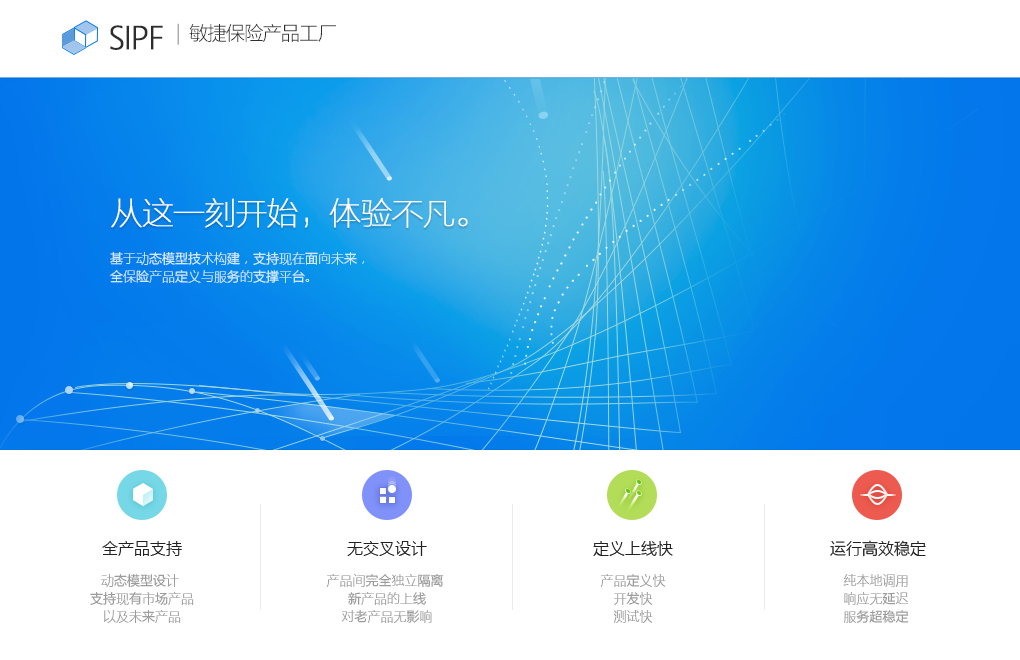 SIPF 敏捷保险产品工厂
从这一刻开始，体验不凡。
基于动态模型技术构建，支持现在面向未来，
全保险产品定义与服务的支撑平台。
全产品支持
动态模型设计
支持现有市场产品
以及未来产品
无交叉设计
产品间完全独立隔离
新产品的上线
对老产品无影响
定义上线快
产品定义快
开发快
测试快
运行高效稳定
纯本地调用
响应无延迟
服务超稳定